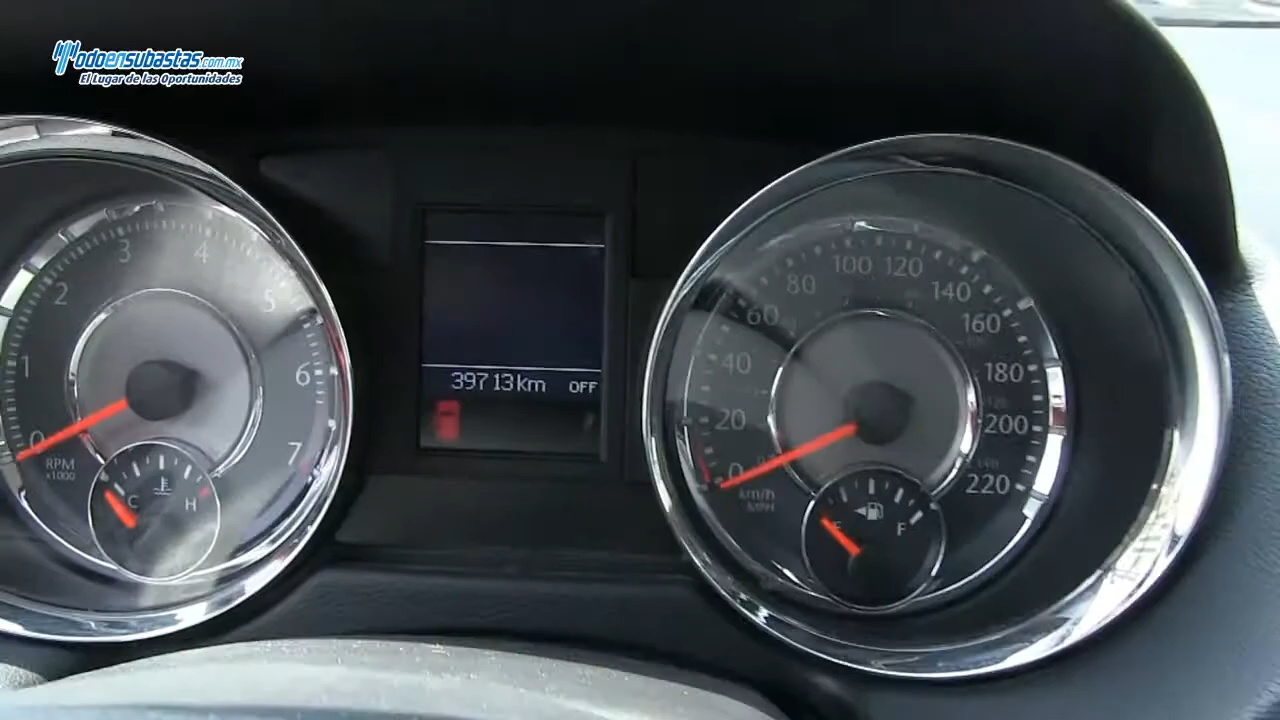 Todoensubastas.com.mx
El Lugar de las Oportunidades
0 1 2 3 4 5 6 7
RPM
x1000
C H
39713km OFF
0 20 40 60 80 100 120 140 160 180 200 220
km/h
MPH
E F